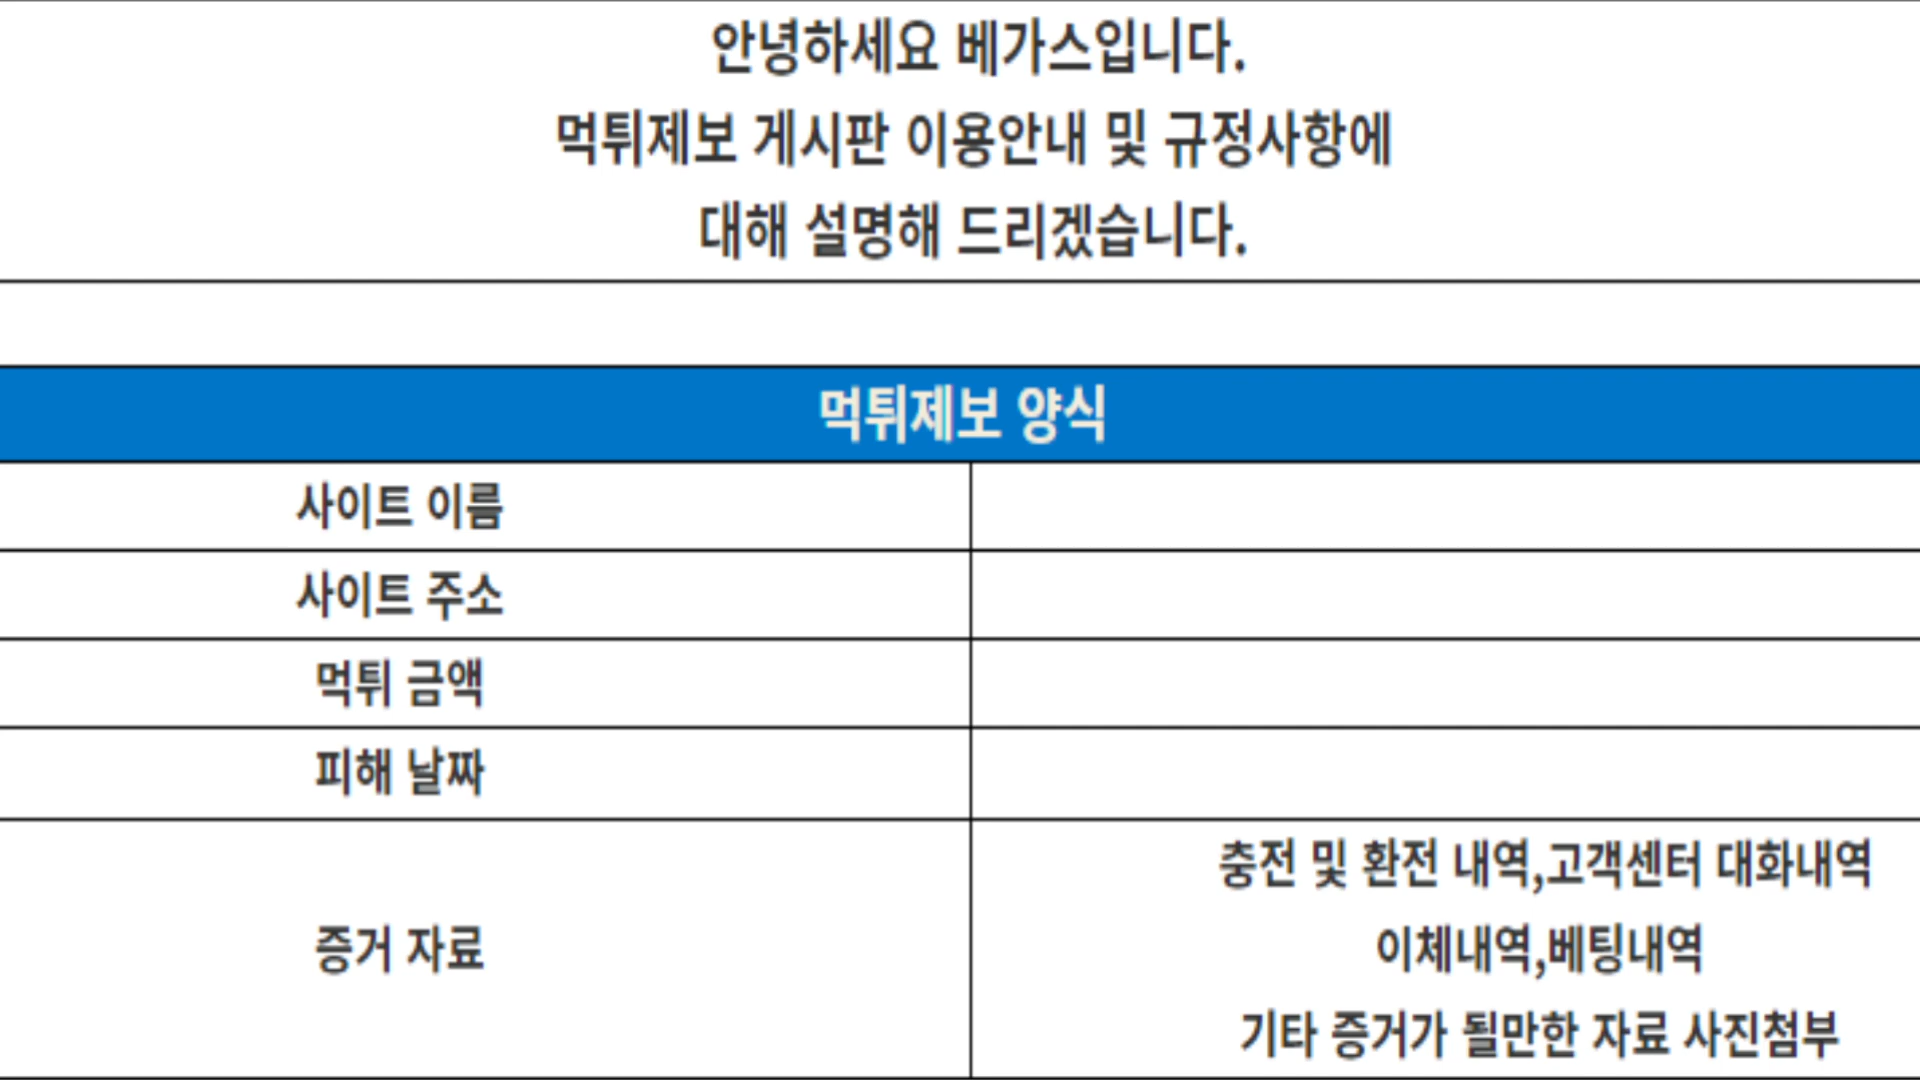 안녕하세요 베가스입니다.
먹튀제보 게시판 이용안내 및 규정사항에
대해 설명해 드리겠습니다.
먹튀제보 양식
사이트 이름
사이트 주소
먹튀 금액
피해 날짜
증거 자료
충전 및 환전 내역,고객센터 대화내역
이체내역,베팅내역
기타 증거가 될만한 자료 사진첨부